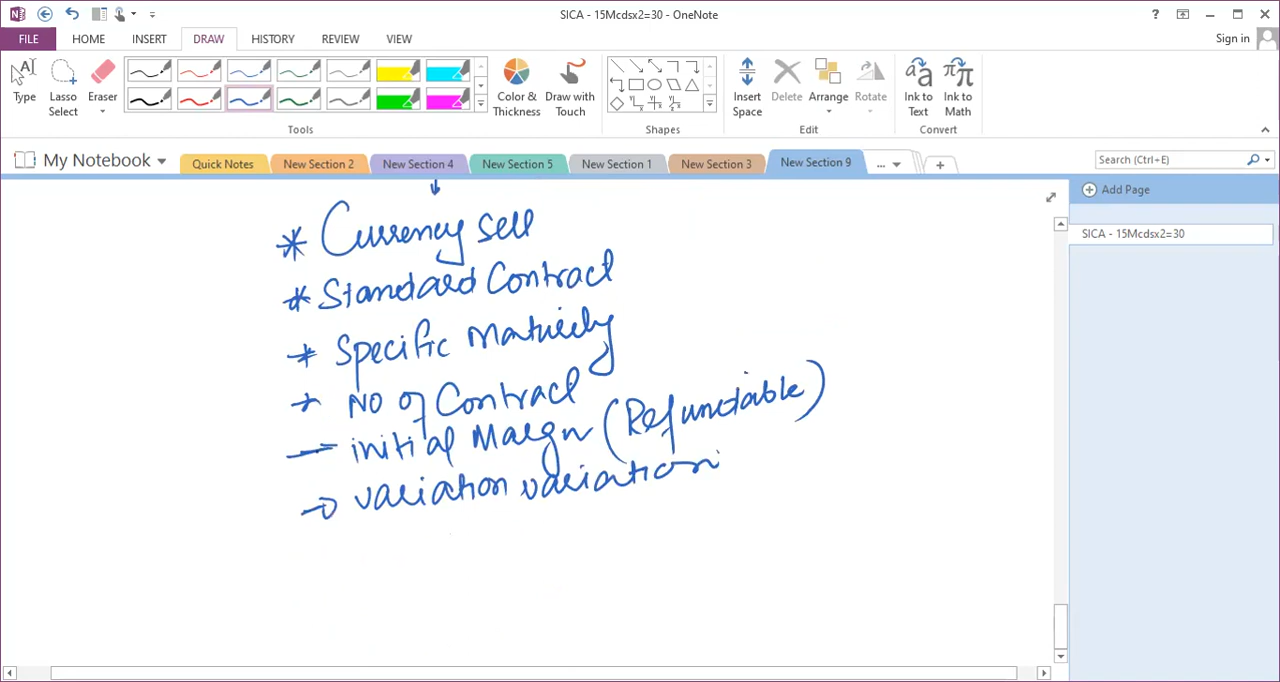 SICA - 15Mcdsx2=30 - OneNote
FILE HOME INSERT DRAW HISTORY REVIEW VIEW
Sign in
Type
Lasso Select
Eraser
Color & Thickness
Draw with Touch
Insert Space
Delete
Arrange
Rotate
Ink to Text
Ink to Math
Tools Shapes Edit Convert
My Notebook Quick Notes New Section 2 New Section 4 New Section 5 New Section 1 New Section 3 New Section 9 ... Search (Ctrl+E)
Add Page
SICA - 15Mcdsx2=30
* Currency sell
* Standard Contract
* Specific Maturity
No of Contract
initial Margin (Refundable)
variation variation